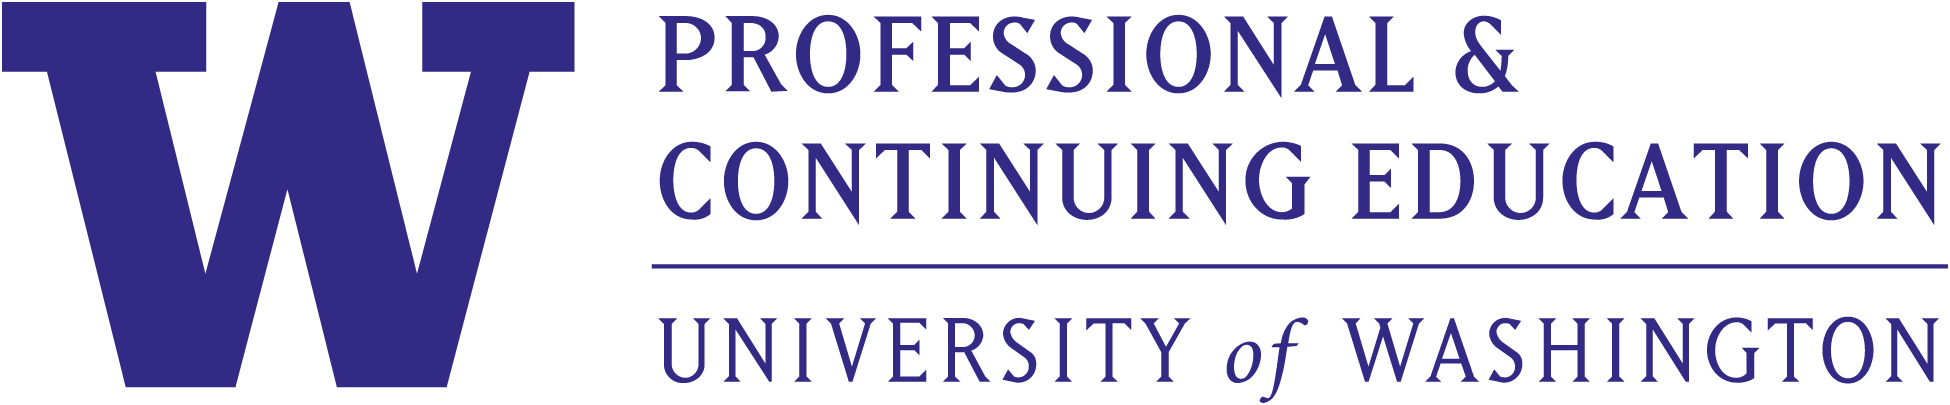 W
PROFESSIONAL &
CONTINUING EDUCATION
UNIVERSITY of WASHINGTON